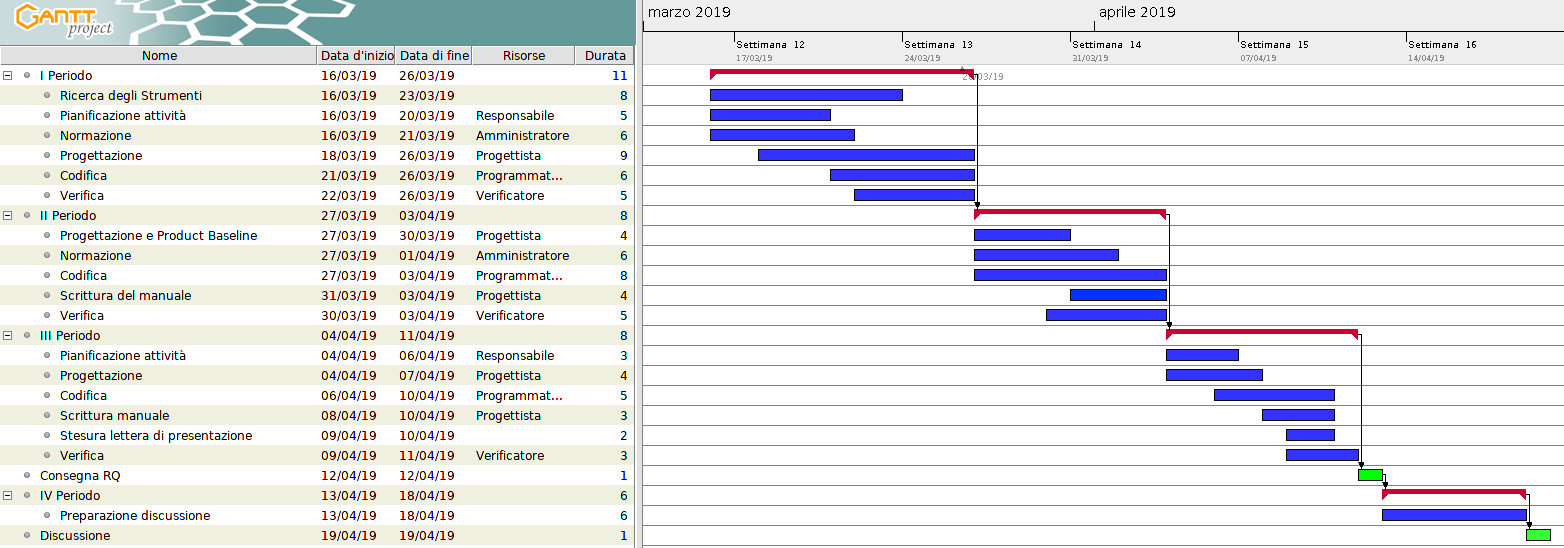 GANTT project
marzo 2019 aprile 2019
Settimana 12 Settimana 13 Settimana 14 Settimana 15 Settimana 16
17/03/19 24/03/19 31/03/19 07/04/19 14/04/19
Nome Data d'inizio Data di fine Risorse Durata
I Periodo 16/03/19 26/03/19 11
Ricerca degli Strumenti 16/03/19 23/03/19 8
Pianificazione attività 16/03/19 20/03/19 Responsabile 5
Normazione 16/03/19 21/03/19 Amministratore 6
Progettazione 18/03/19 26/03/19 Progettista 9
Codifica 21/03/19 26/03/19 Programmat... 6
Verifica 22/03/19 26/03/19 Verificatore 5
II Periodo 27/03/19 03/04/19 8
Progettazione e Product Baseline 27/03/19 30/03/19 Progettista 4
Normazione 27/03/19 01/04/19 Amministratore 6
Codifica 27/03/19 03/04/19 Programmat... 8
Scrittura del manuale 31/03/19 03/04/19 Progettista 4
Verifica 30/03/19 03/04/19 Verificatore 5
III Periodo 04/04/19 11/04/19 8
Pianificazione attività 04/04/19 06/04/19 Responsabile 3
Progettazione 04/04/19 07/04/19 Progettista 4
Codifica 06/04/19 10/04/19 Programmat... 5
Scrittura manuale 08/04/19 10/04/19 Progettista 3
Stesura lettera di presentazione 09/04/19 10/04/19 2
Verifica 09/04/19 11/04/19 Verificatore 3
Consegna RQ 12/04/19 12/04/19 1
IV Periodo 13/04/19 18/04/19 6
Preparazione discussione 13/04/19 18/04/19 6
Discussione 19/04/19 19/04/19 1